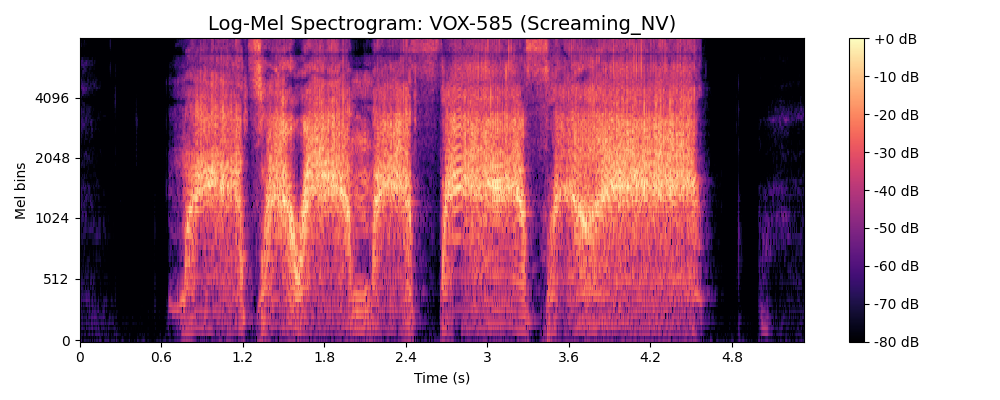 Log-Mel Spectrogram: VOX-585 (Screaming_NV)
Mel bins
4096
2048
1024
512
0
0 0.6 1.2 1.8 2.4 3 3.6 4.2 4.8
Time (s)
+0 dB
-10 dB
-20 dB
-30 dB
-40 dB
-50 dB
-60 dB
-70 dB
-80 dB